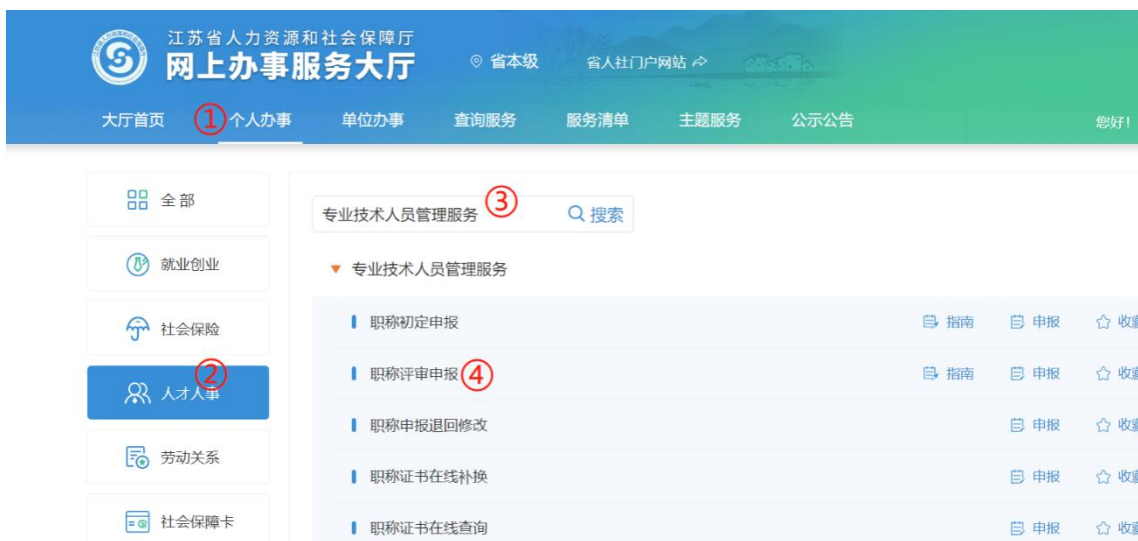 江苏省人力资源和社会保障厅
网上办事服务大厅
省本级
省人社门户网站
大厅首页 ① 个人办事 单位办事 查询服务 服务清单 主题服务 公示公告 您好!
全部
就业创业
社会保险
② 人才人事
劳动关系
社会保障卡
专业技术人员管理服务 ③ 搜索
专业技术人员管理服务
职称初定申报 指南 申报 收藏
职称评审申报 ④ 指南 申报 收藏
职称申报退回修改 申报 收藏
职称证书在线补换 申报 收藏
职称证书在线查询 申报 收藏